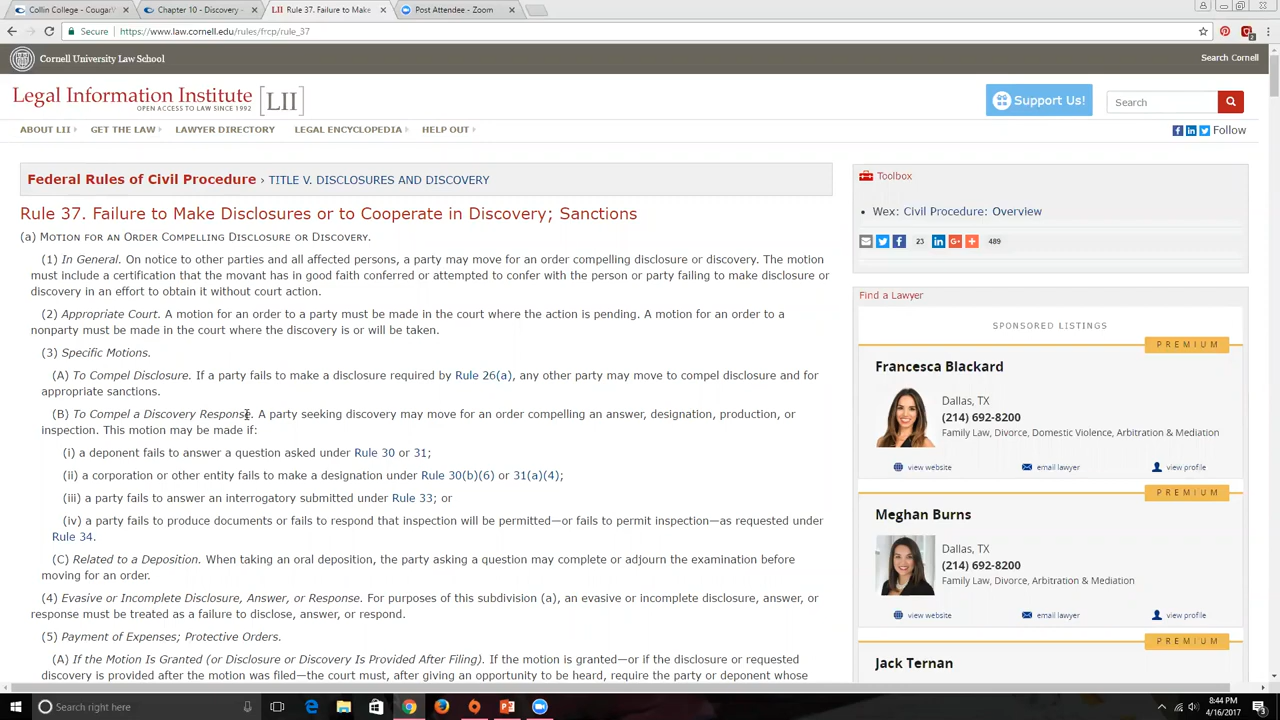 Collin College - CougarW
Chapter 10 - Discovery -
Rule 37. Failure to Make
Post Attendee - Zoom
Secure
https://www.law.cornell.edu/rules/frcp/rule_37
2
Cornell University Law School
Search Cornell
Legal Information Institute [LII]
OPEN ACCESS TO LAW SINCE 1992
Support Us!
Search
ABOUT LII
GET THE LAW
LAWYER DIRECTORY
LEGAL ENCYCLOPEDIA
HELP OUT
Follow
Federal Rules of Civil Procedure › TITLE V. DISCLOSURES AND DISCOVERY
Rule 37. Failure to Make Disclosures or to Cooperate in Discovery; Sanctions
(a) MOTION FOR AN ORDER COMPELLING DISCLOSURE OR DISCOVERY.
(1) In General. On notice to other parties and all affected persons, a party may move for an order compelling disclosure or discovery. The motion
must include a certification that the movant has in good faith conferred or attempted to confer with the person or party failing to make disclosure or
discovery in an effort to obtain it without court action.
(2) Appropriate Court. A motion for an order to a party must be made in the court where the action is pending. A motion for an order to a
nonparty must be made in the court where the discovery is or will be taken.
(3) Specific Motions.
(A) To Compel Disclosure. If a party fails to make a disclosure required by Rule 26(a), any other party may move to compel disclosure and for
appropriate sanctions.
(B) To Compel a Discovery Response. A party seeking discovery may move for an order compelling an answer, designation, production, or
inspection. This motion may be made if:
(i) a deponent fails to answer a question asked under Rule 30 or 31;
(ii) a corporation or other entity fails to make a designation under Rule 30(b)(6) or 31(a)(4);
(iii) a party fails to answer an interrogatory submitted under Rule 33; or
(iv) a party fails to produce documents or fails to respond that inspection will be permitted—or fails to permit inspection—as requested under
Rule 34.
(C) Related to a Deposition. When taking an oral deposition, the party asking a question may complete or adjourn the examination before
moving for an order.
(4) Evasive or Incomplete Disclosure, Answer, or Response. For purposes of this subdivision (a), an evasive or incomplete disclosure, answer, or
response must be treated as a failure to disclose, answer, or respond.
(5) Payment of Expenses; Protective Orders.
(A) If the Motion Is Granted (or Disclosure or Discovery Is Provided After Filing). If the motion is granted—or if the disclosure or requested
discovery is provided after the motion was filed—the court must, after giving an opportunity to be heard, require the party or deponent whose
Toolbox
Wex: Civil Procedure: Overview
23
489
Find a Lawyer
SPONSORED LISTINGS
PREMIUM
Francesca Blackard
Dallas, TX
(214) 692-8200
Family Law, Divorce, Domestic Violence, Arbitration & Mediation
view website
email lawyer
view profile
PREMIUM
Meghan Burns
Dallas, TX
(214) 692-8200
Family Law, Divorce, Arbitration & Mediation
view website
email lawyer
view profile
PREMIUM
Jack Ternan
Search right here
8:44 PM
4/16/2017
3